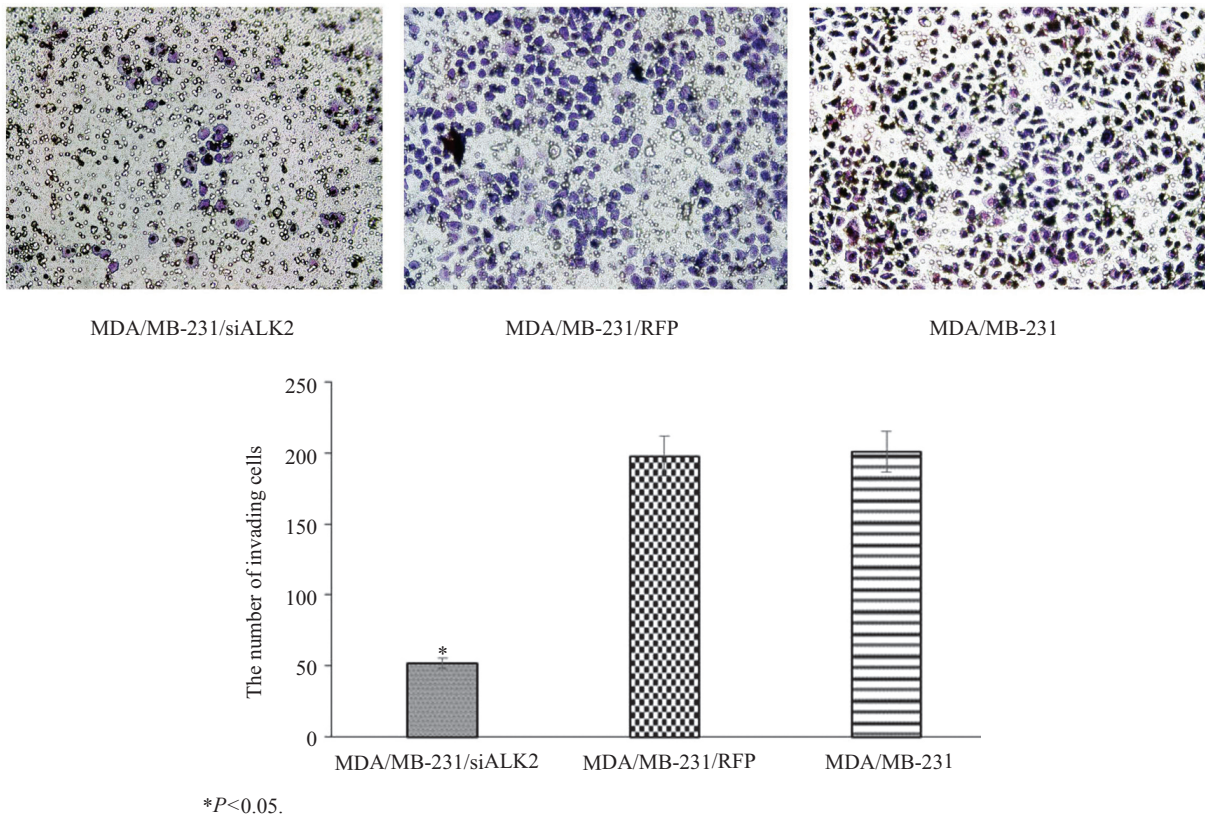 MDA/MB-231/siALK2
MDA/MB-231/RFP
MDA/MB-231
The number of invading cells
250
200
150
100
50
0
*
MDA/MB-231/siALK2
MDA/MB-231/RFP
MDA/MB-231
*P<0.05.